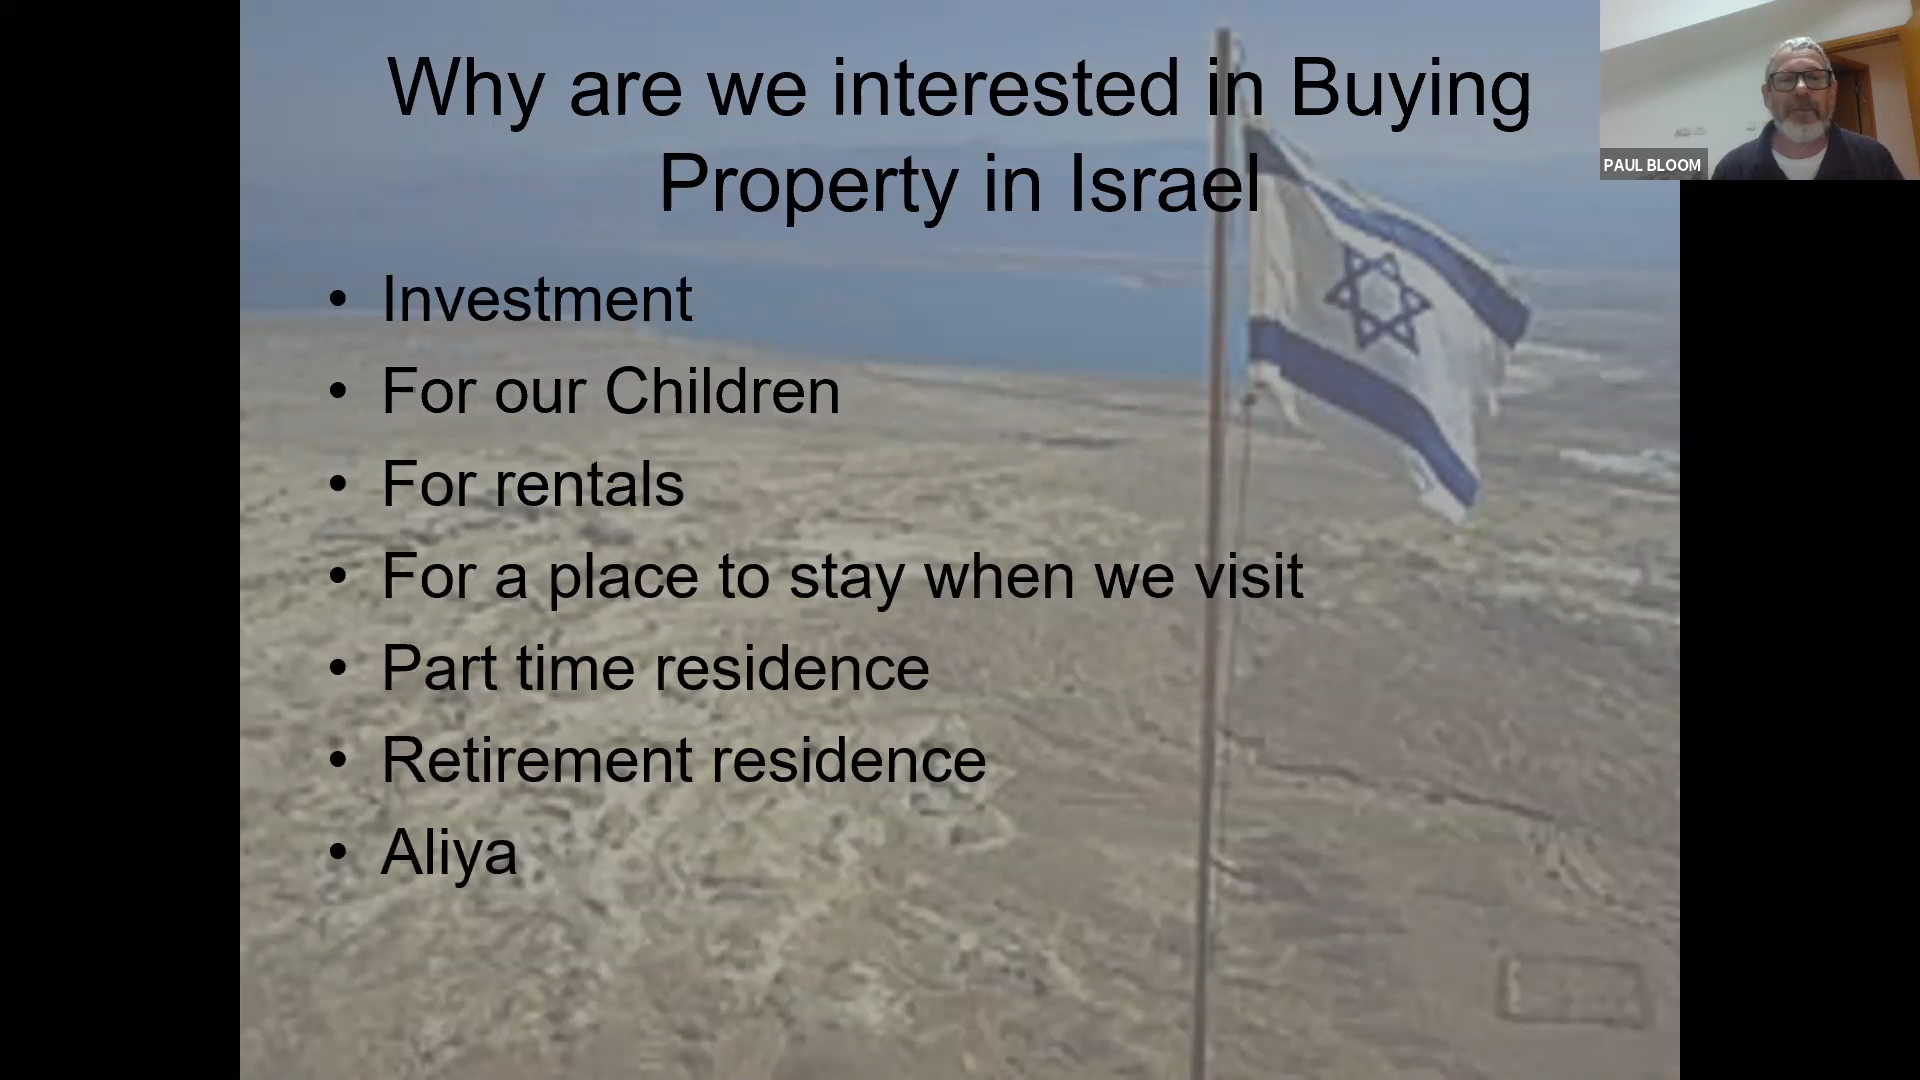 Why are we interested in Buying
Property in Israel
• Investment
• For our Children
• For rentals
• For a place to stay when we visit
• Part time residence
• Retirement residence
• Aliya
PAUL BLOOM